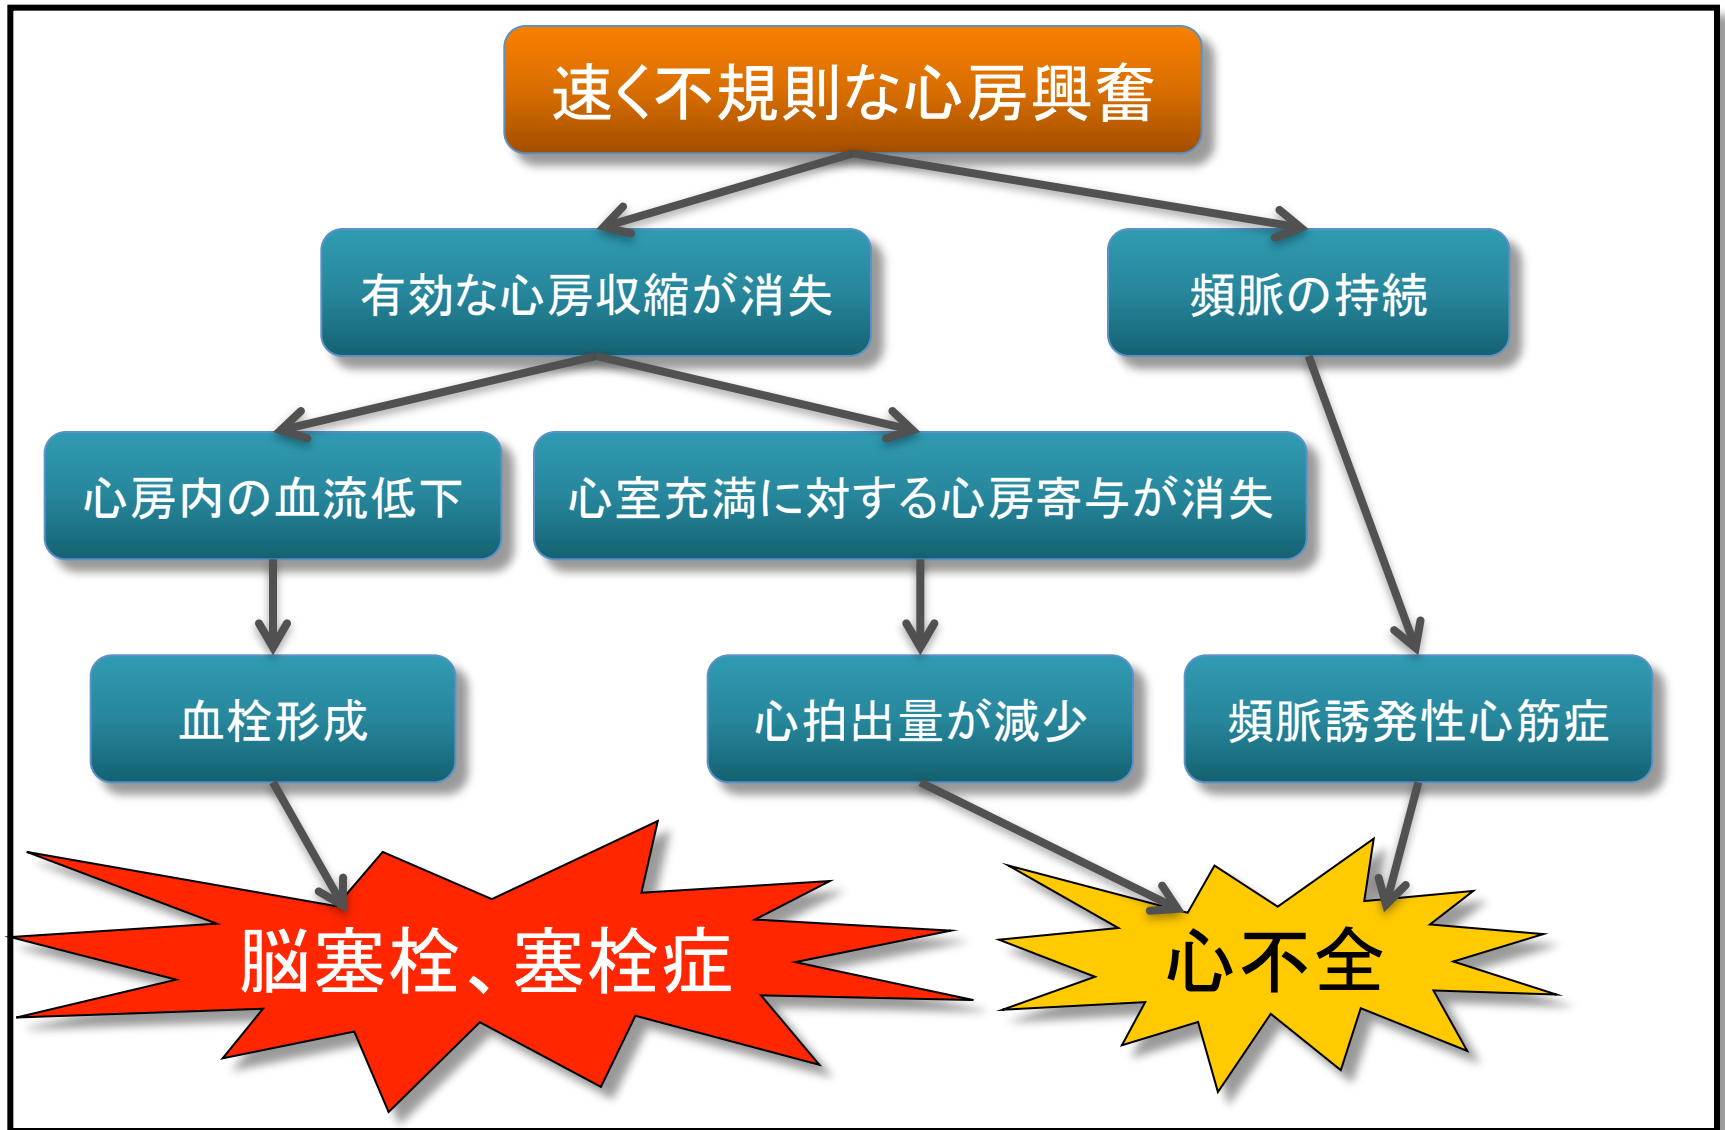 速く不規則な心房興奮
有効な心房収縮が消失
頻脈の持続
心房内の血流低下
心室充満に対する心房寄与が消失
血栓形成
心拍出量が減少
頻脈誘発性心筋症
脳塞栓、塞栓症
心不全